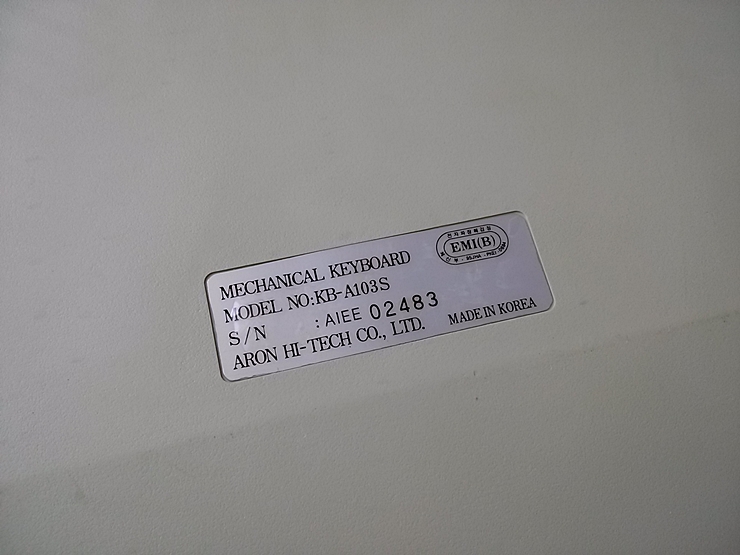 MECHANICAL KEYBOARD
MODEL NO:KB-A103S
S/N : AIEE 02483
ARON HI-TECH CO., LTD.
MADE IN KOREA
EMI(B)